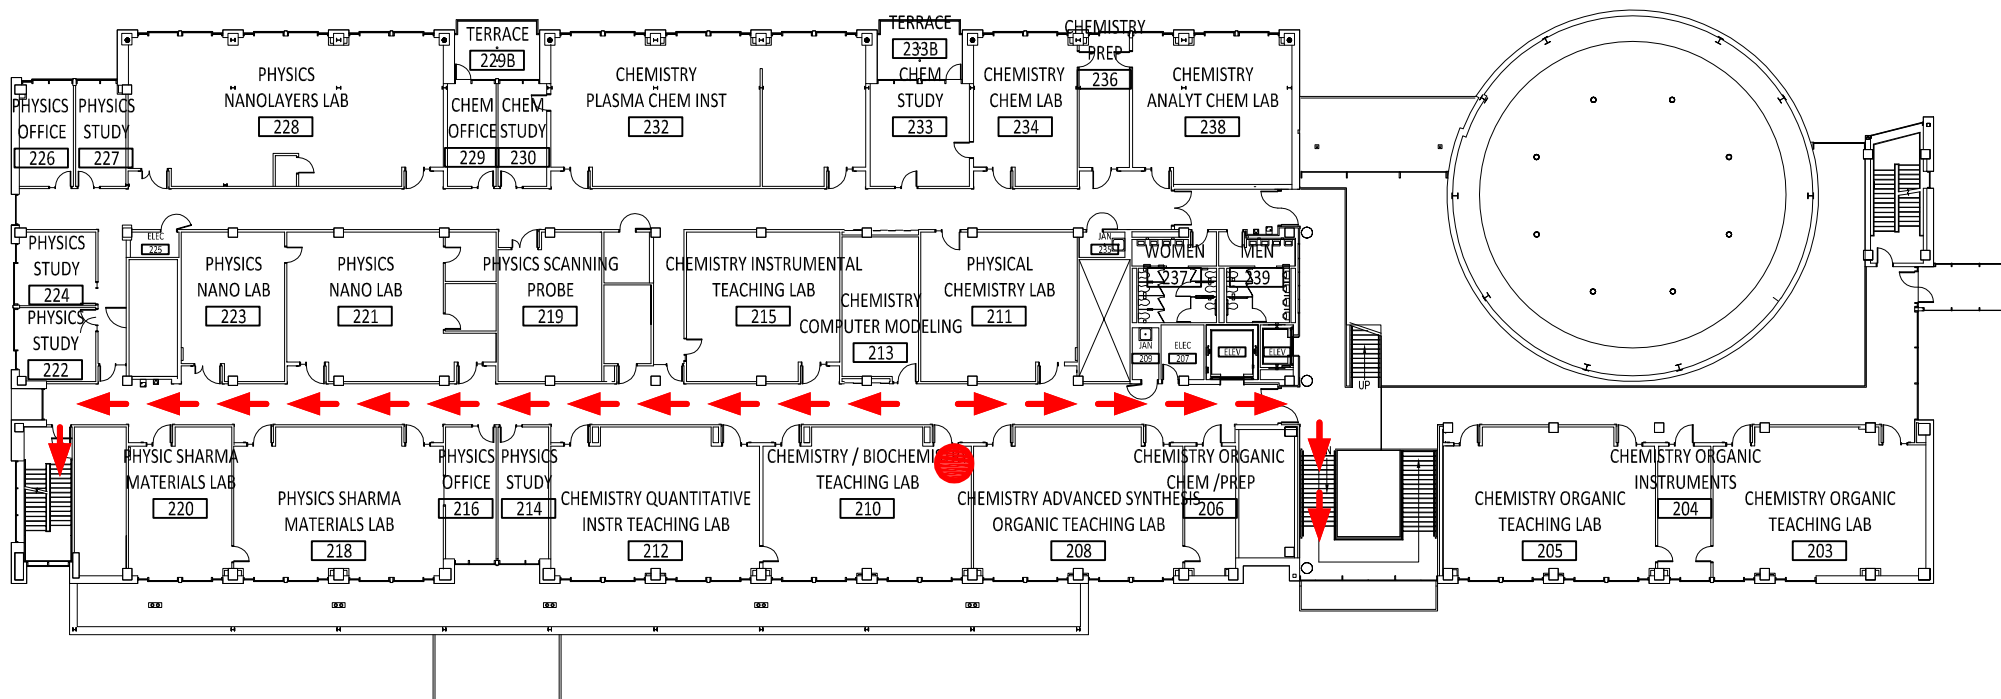 TERRACE
229B
TERRACE
233B
CHEMISTRY
PREP
236
PHYSICS
OFFICE
226
PHYSICS
STUDY
227
PHYSICS
NANOLAYERS LAB
228
CHEM
OFFICE
229
CHEM
STUDY
230
CHEMISTRY
PLASMA CHEM INST
232
CHEM
STUDY
233
CHEMISTRY
CHEM LAB
234
CHEMISTRY
ANALYT CHEM LAB
238
PHYSICS
STUDY
224
PHYSICS
STUDY
222
ELEC
225
PHYSICS
NANO LAB
223
PHYSICS
NANO LAB
221
PHYSICS SCANNING
PROBE
219
CHEMISTRY INSTRUMENTAL
TEACHING LAB
215
CHEMISTRY
COMPUTER MODELING
213
PHYSICAL
CHEMISTRY LAB
211
JAN
235
WOMEN
237
MEN
239
JAN
209
ELEC
207
ELEV
ELEV
UP
PHYSIC SHARMA
MATERIALS LAB
220
PHYSICS SHARMA
MATERIALS LAB
218
PHYSICS
OFFICE
216
PHYSICS
STUDY
214
CHEMISTRY QUANTITATIVE
INSTR TEACHING LAB
212
CHEMISTRY / BIOCHEMIS
TEACHING LAB
210
CHEMISTRY ADVANCED SYNTHESIS
ORGANIC TEACHING LAB
208
CHEMISTRY ORGANIC
CHEM /PREP
206
CHEMISTRY ORGANIC
TEACHING LAB
205
CHEMISTRY ORGANIC
INSTRUMENTS
204
CHEMISTRY ORGANIC
TEACHING LAB
203